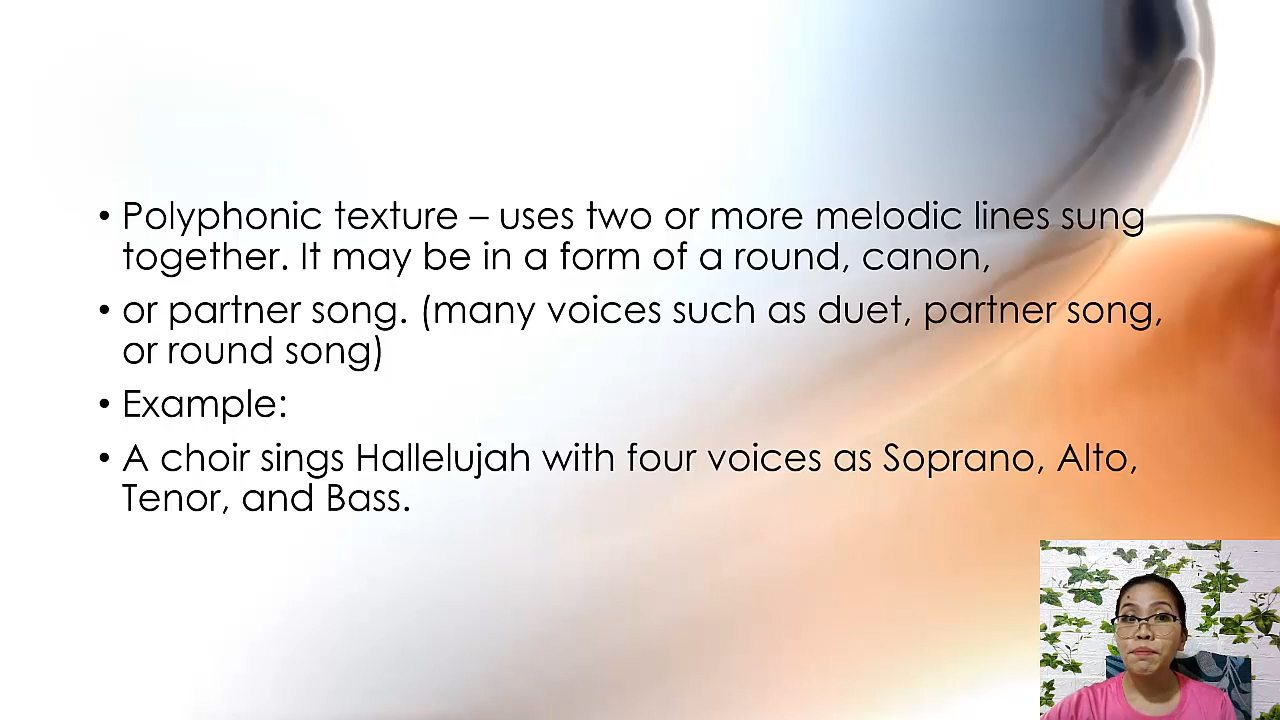 • Polyphonic texture – uses two or more melodic lines sung
together. It may be in a form of a round, canon,
• or partner song. (many voices such as duet, partner song,
or round song)
• Example:
• A choir sings Hallelujah with four voices as Soprano, Alto,
Tenor, and Bass.